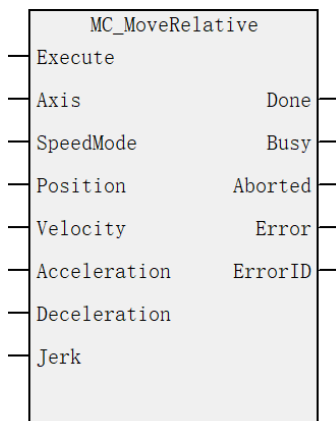 MC_MoveRelative
Execute
Axis Done
SpeedMode Busy
Position Aborted
Velocity Error
Acceleration ErrorID
Deceleration
Jerk